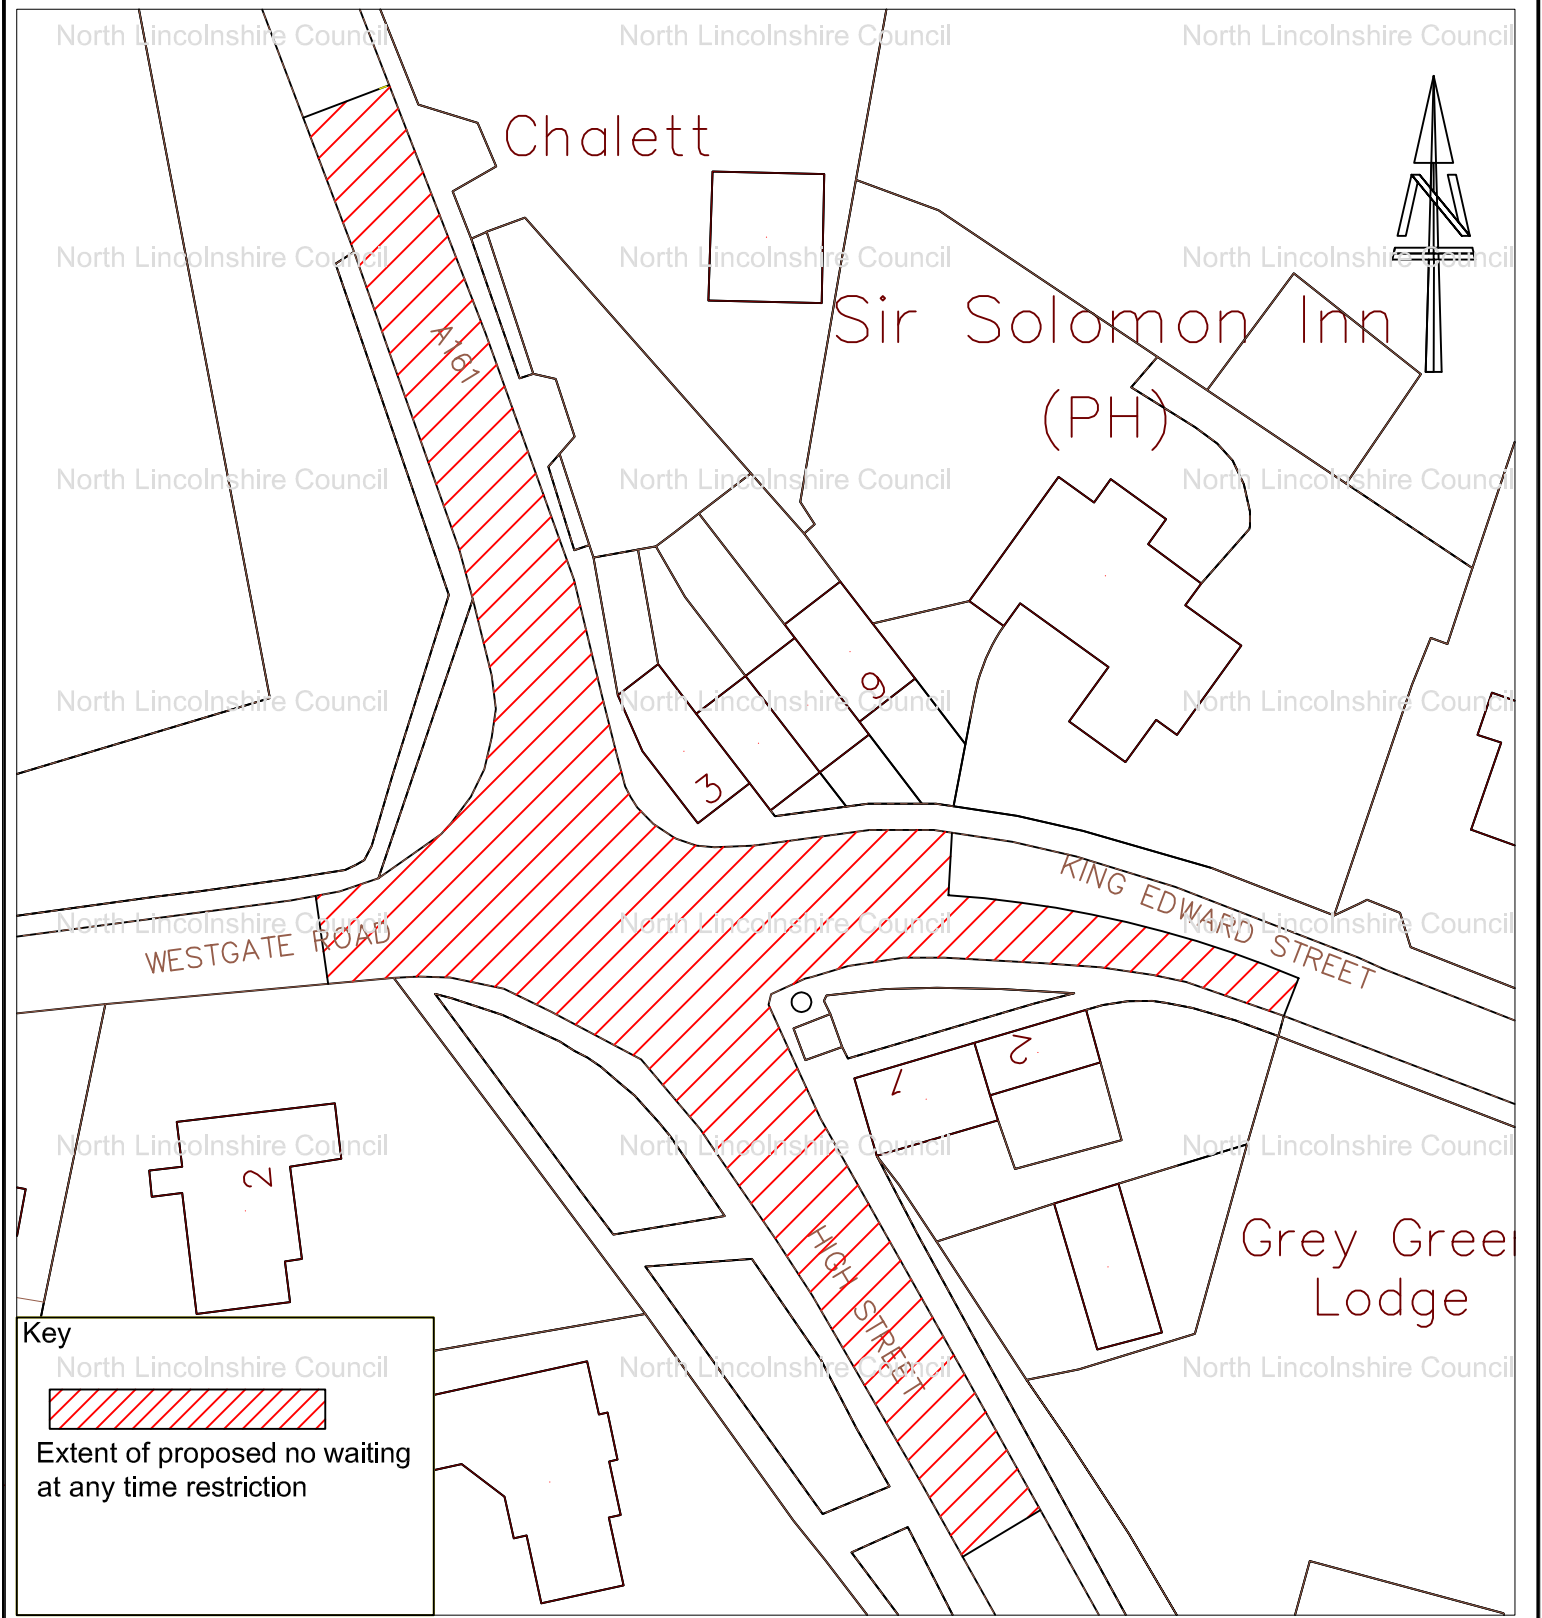 North Lincolnshire Council North Lincolnshire Council North Lincolnshire Council
Chalett
N
North Lincolnshire Council North Lincolnshire Council North Lincolnshire Council
Sir Solomon Inn
(PH)
A161
North Lincolnshire Council North Lincolnshire Council North Lincolnshire Council
9
North Lincolnshire Council North Lincolnshire Council North Lincolnshire Council
3
KING EDWARD STREET
North Lincolnshire Council North Lincolnshire Council North Lincolnshire Council
WESTGATE ROAD
2
1
North Lincolnshire Council North Lincolnshire Council North Lincolnshire Council
2
HIGH STREET
Grey Green
Lodge
Key
North Lincolnshire Council North Lincolnshire Council North Lincolnshire Council
Extent of proposed no waiting
at any time restriction